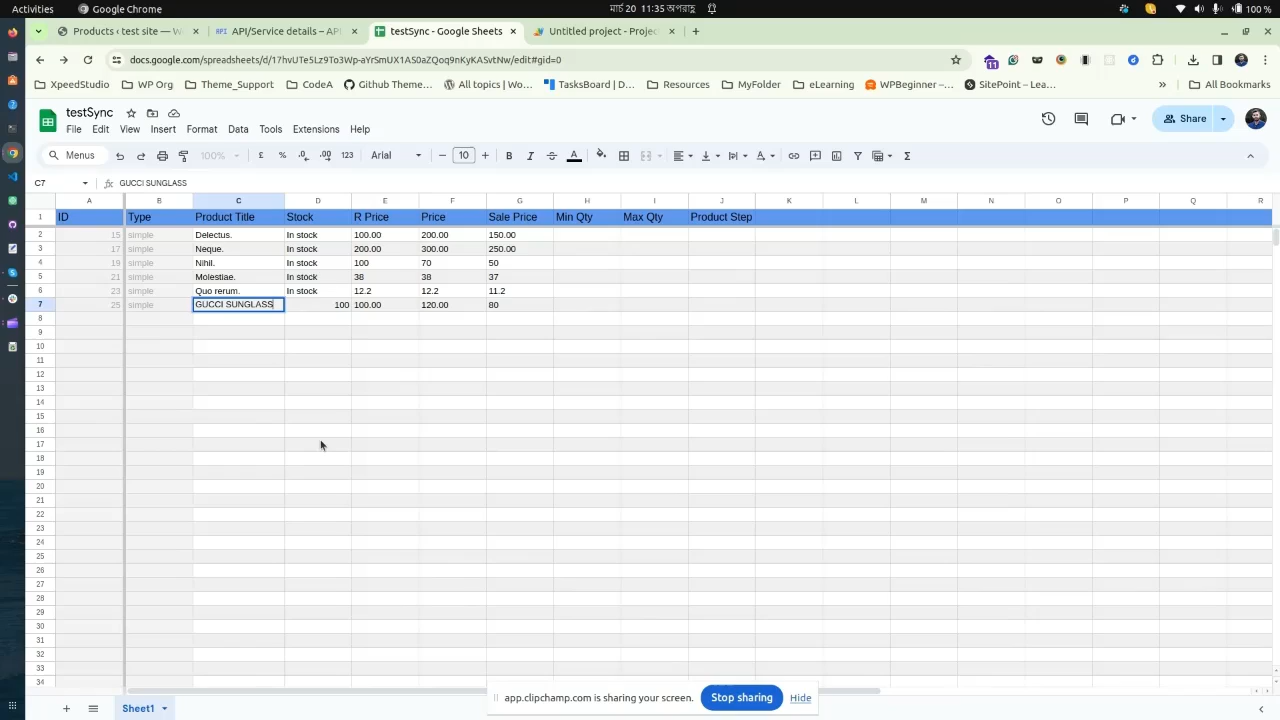 Activities Google Chrome মার্চ 20 11:35 অপরাহ্ণ 100 %
Products ‹ test site — W API/Service details – API testSync - Google Sheets Untitled project - Projec
docs.google.com/spreadsheets/d/17hvUTe5Lz9To3Wp-aYrSmUX1AS0aZQoq9nKyKASvtNw/edit#gid=0
XpeedStudio WP Org Theme_Support CodeA Github Theme... All topics | Wo... TasksBoard | D... Resources MyFolder eLearning WPBeginner –... SitePoint – Lea... » All Bookmarks
testSync
File Edit View Insert Format Data Tools Extensions Help
Share
Menus 100% £ % .0 .00 123 Arial 10 B I S A Σ
C7 fx GUCCI SUNGLASS
A B C D E F G H I J K L M N O P Q R
1 ID Type Product Title Stock R Price Price Sale Price Min Qty Max Qty Product Step
2 15 simple Delectus. In stock 100.00 200.00 150.00
3 17 simple Neque. In stock 200.00 300.00 250.00
4 19 simple Nihil. In stock 100 70 50
5 21 simple Molestiae. In stock 38 38 37
6 23 simple Quo rerum. In stock 12.2 12.2 11.2
7 25 simple GUCCI SUNGLASS 100 100.00 120.00 80
8
9
10
11
12
13
14
15
16
17
18
19
20
21
22
23
24
25
26
27
28
29
30
31
32
33
34
app.clipchamp.com is sharing your screen. Stop sharing Hide
Sheet1